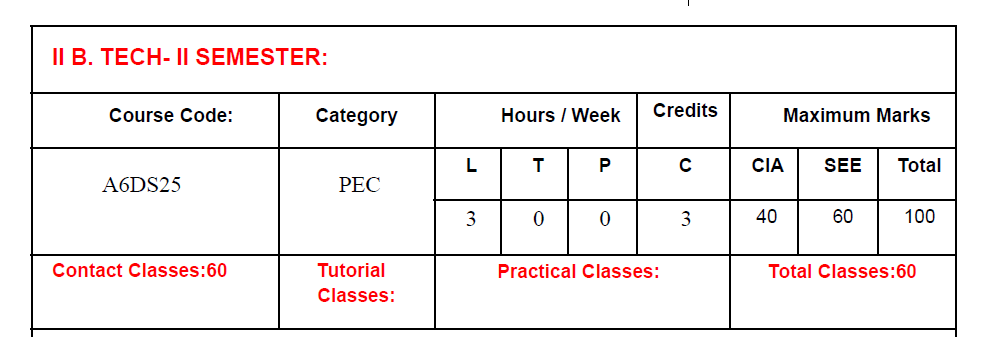 II B. TECH- II SEMESTER:
Course Code: Category Hours / Week Credits Maximum Marks
A6DS25 PEC L T P C CIA SEE Total
3 0 0 3 40 60 100
Contact Classes:60 Tutorial Classes: Practical Classes: Total Classes:60